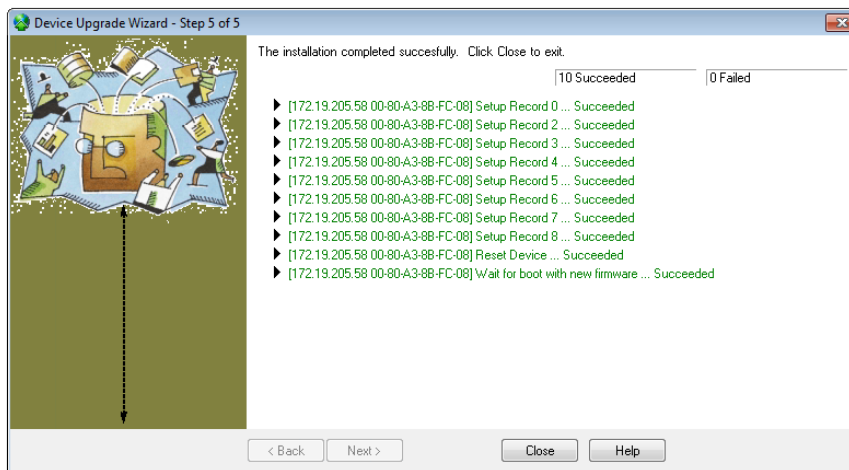 Device Upgrade Wizard - Step 5 of 5
The installation completed succesfully. Click Close to exit.
10 Succeeded 0 Failed
[172.19.205.58 00-80-A3-8B-FC-08] Setup Record 0 ... Succeeded
[172.19.205.58 00-80-A3-8B-FC-08] Setup Record 2 ... Succeeded
[172.19.205.58 00-80-A3-8B-FC-08] Setup Record 3 ... Succeeded
[172.19.205.58 00-80-A3-8B-FC-08] Setup Record 4 ... Succeeded
[172.19.205.58 00-80-A3-8B-FC-08] Setup Record 5 ... Succeeded
[172.19.205.58 00-80-A3-8B-FC-08] Setup Record 6 ... Succeeded
[172.19.205.58 00-80-A3-8B-FC-08] Setup Record 7 ... Succeeded
[172.19.205.58 00-80-A3-8B-FC-08] Setup Record 8 ... Succeeded
[172.19.205.58 00-80-A3-8B-FC-08] Reset Device ... Succeeded
[172.19.205.58 00-80-A3-8B-FC-08] Wait for boot with new firmware ... Succeeded
< Back Next > Close Help